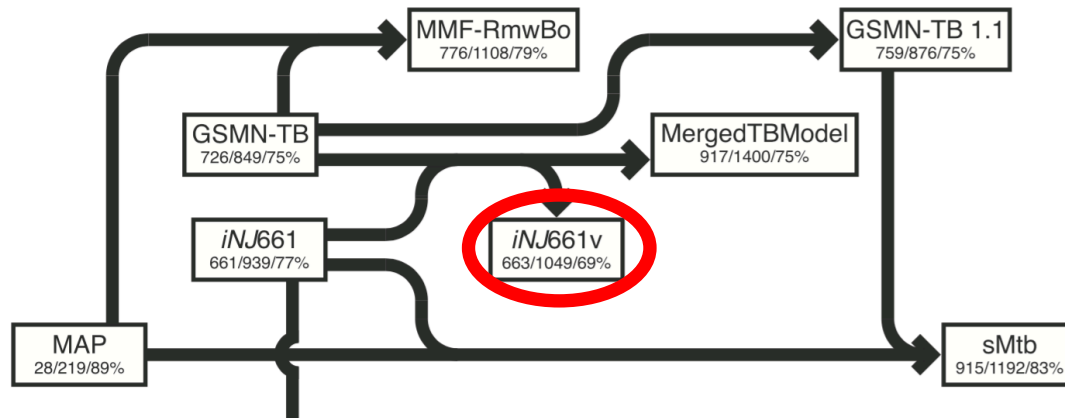 MMF-RmwBo
776/1108/79%
GSMN-TB 1.1
759/876/75%
GSMN-TB
726/849/75%
MergedTBModel
917/1400/75%
iNJ661
661/939/77%
iNJ661v
663/1049/69%
MAP
28/219/89%
sMtb
915/1192/83%